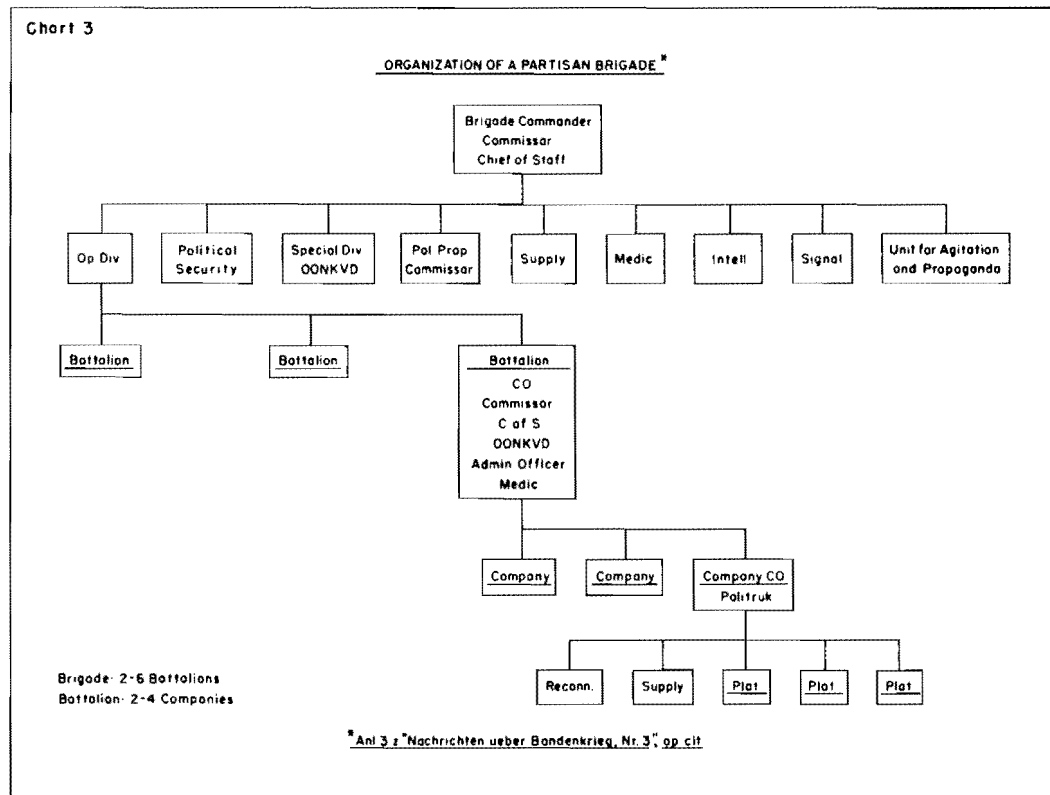 Chart 3
ORGANIZATION OF A PARTISAN BRIGADE*
Brigade Commander
Commissar
Chief of Staff
Op Div
Political
Security
Special Div
OONKVD
Pol Prop
Commissar
Supply
Medic
Intell
Signal
Unit for Agitation
and Propaganda
Battalion
Battalion
Battalion
CO
Commissar
C of S
OONKVD
Admin Officer
Medic
Company
Company
Company CO
Politruk
Reconn.
Supply
Plat
Plat
Plat
Brigade: 2-6 Battalions
Battalion: 2-4 Companies
*Anl 3 z "Nachrichten ueber Bandenkrieg, Nr. 3", op cit